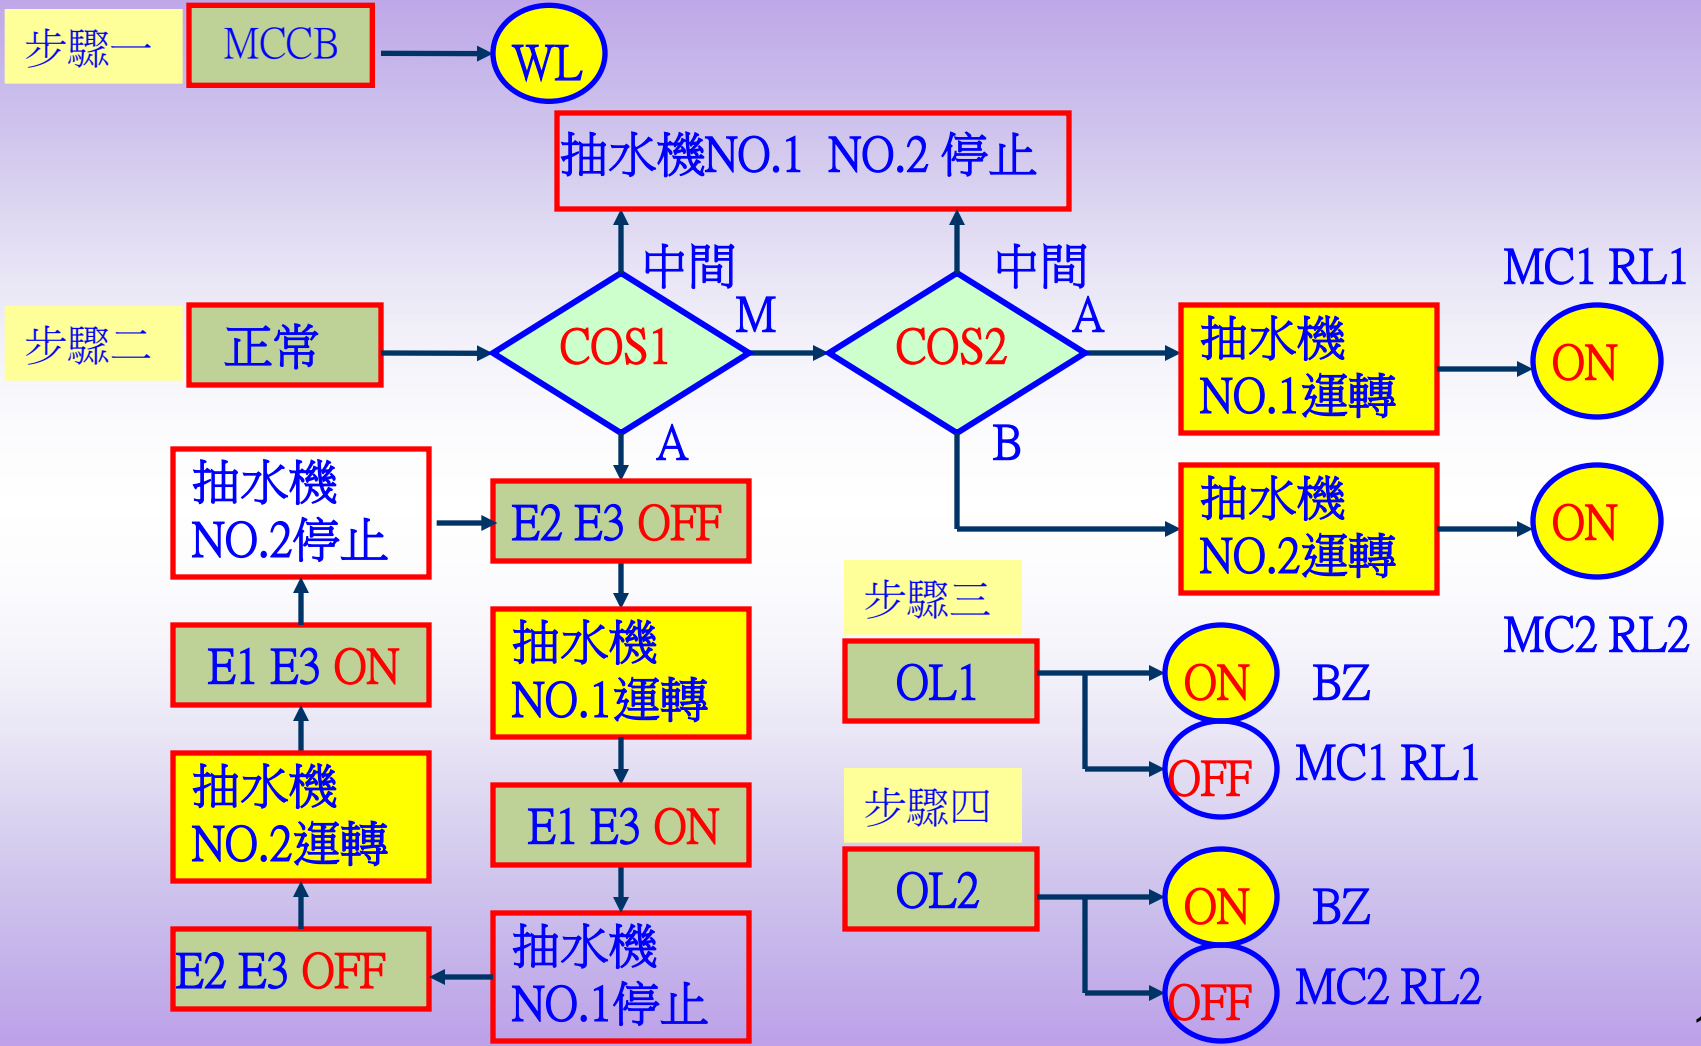 步驟一
MCCB
WL
抽水機NO.1 NO.2 停止
中間
中間
MC1 RL1
步驟二
正常
COS1
M
COS2
A
抽水機
NO.1運轉
ON
A
B
抽水機
NO.2停止
E2 E3 OFF
抽水機
NO.2運轉
ON
MC2 RL2
E1 E3 ON
抽水機
NO.1運轉
步驟三
OL1
ON
BZ
OFF
MC1 RL1
抽水機
NO.2運轉
E1 E3 ON
步驟四
OL2
ON
BZ
OFF
MC2 RL2
E2 E3 OFF
抽水機
NO.1停止